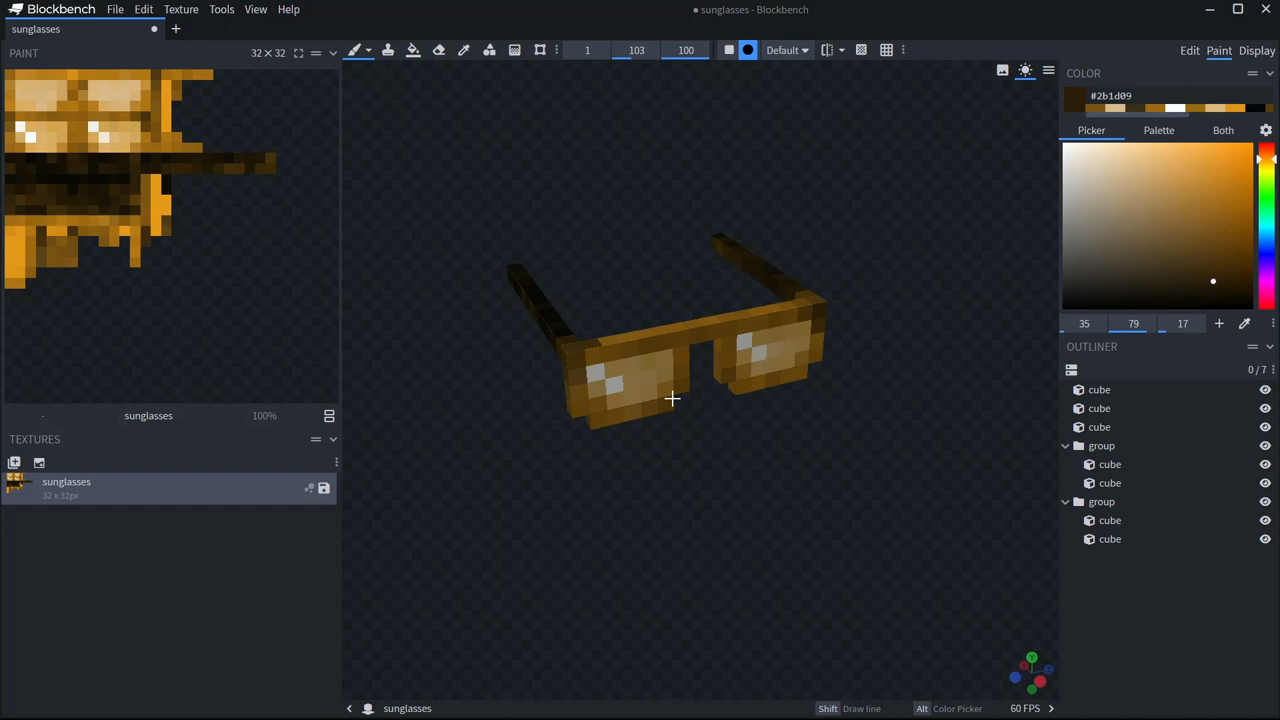 Blockbench File Edit Texture Tools View Help
● sunglasses - Blockbench
sunglasses
PAINT 32×32
1 103 100 Default
Edit Paint Display
COLOR
#2b1d09
Picker Palette Both
35 79 17
OUTLINER
0 / 7
cube
cube
cube
group
cube
cube
group
cube
cube
- sunglasses 100%
TEXTURES
sunglasses
32 x 32px
sunglasses
Shift Draw line Alt Color Picker 60 FPS